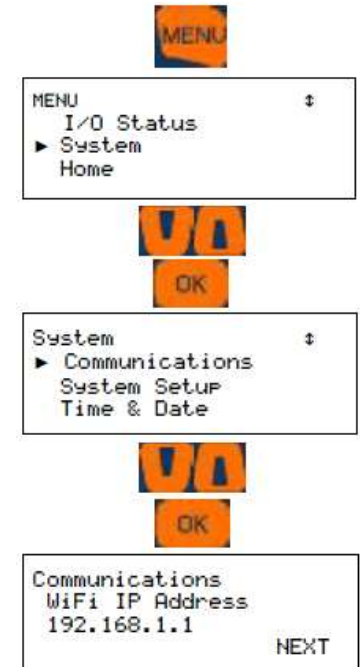 MENU
MENU ↕
I/O Status
► System
Home
OK
System ↕
► Communications
System Setup
Time & Date
OK
Communications
WiFi IP Address
192.168.1.1
NEXT